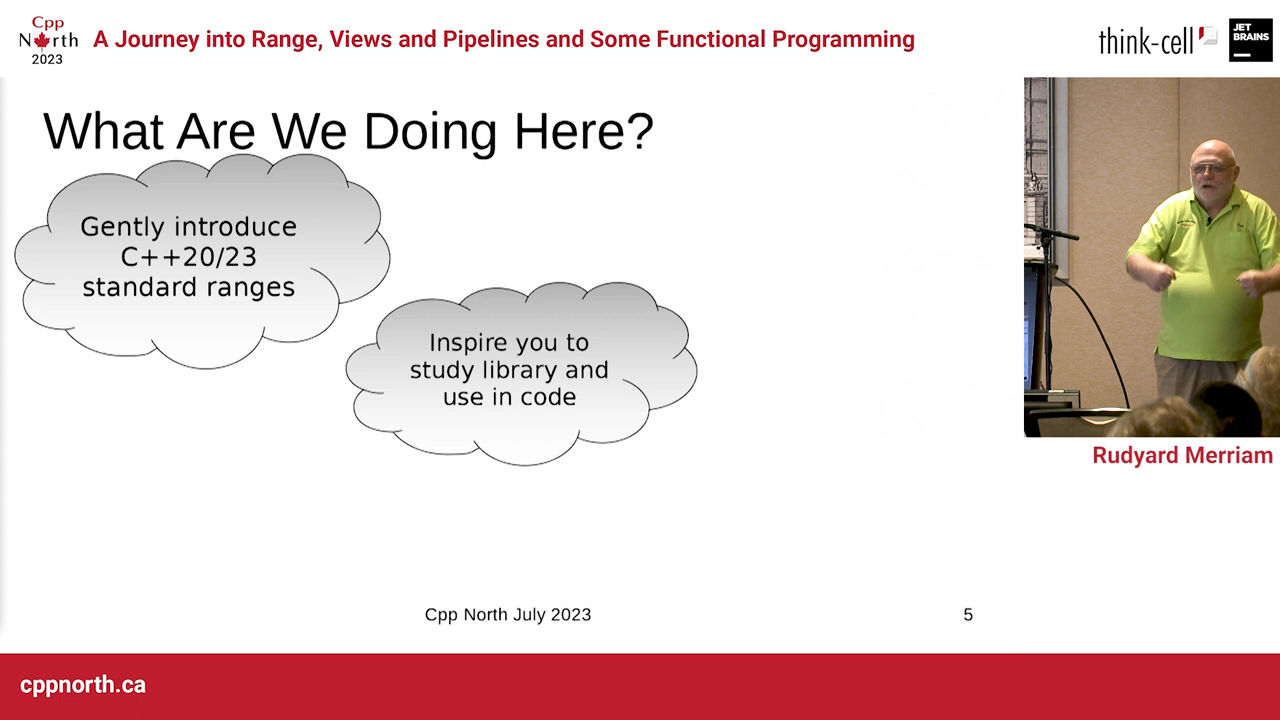 Cpp
North
2023
A Journey into Range, Views and Pipelines and Some Functional Programming
think-cell
JET
BRAINS
What Are We Doing Here?
Gently introduce
C++20/23
standard ranges
Inspire you to
study library and
use in code
Rudyard Merriam
Cpp North July 2023
5
cppnorth.ca